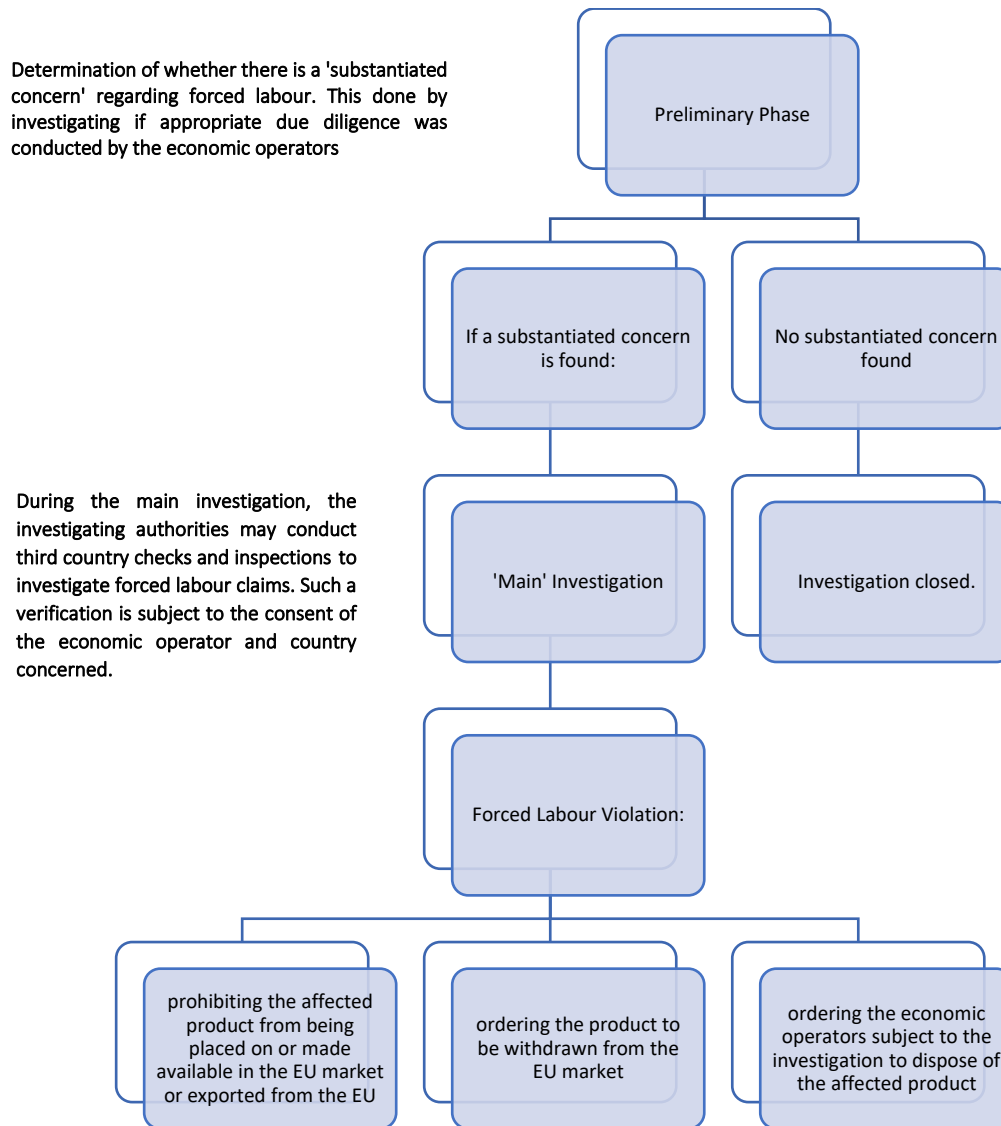 Determination of whether there is a 'substantiated
concern' regarding forced labour. This done by
investigating if appropriate due diligence was
conducted by the economic operators
Preliminary Phase
If a substantiated concern
is found:
No substantiated concern
found
During the main investigation, the
investigating authorities may conduct
third country checks and inspections to
investigate forced labour claims. Such a
verification is subject to the consent of
the economic operator and country
concerned.
'Main' Investigation
Investigation closed.
Forced Labour Violation:
prohibiting the affected
product from being
placed on or made
available in the EU market
or exported from the EU
ordering the product to
be withdrawn from the
EU market
ordering the economic
operators subject to the
investigation to dispose of
the affected product